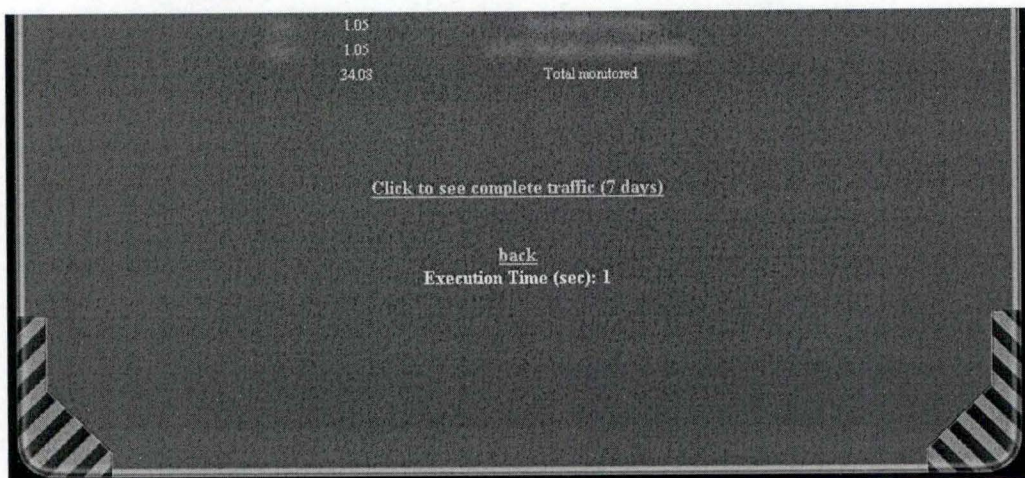 1.05
1.05
34.03 Total monitored
Click to see complete traffic (7 days)
back
Execution Time (sec): 1